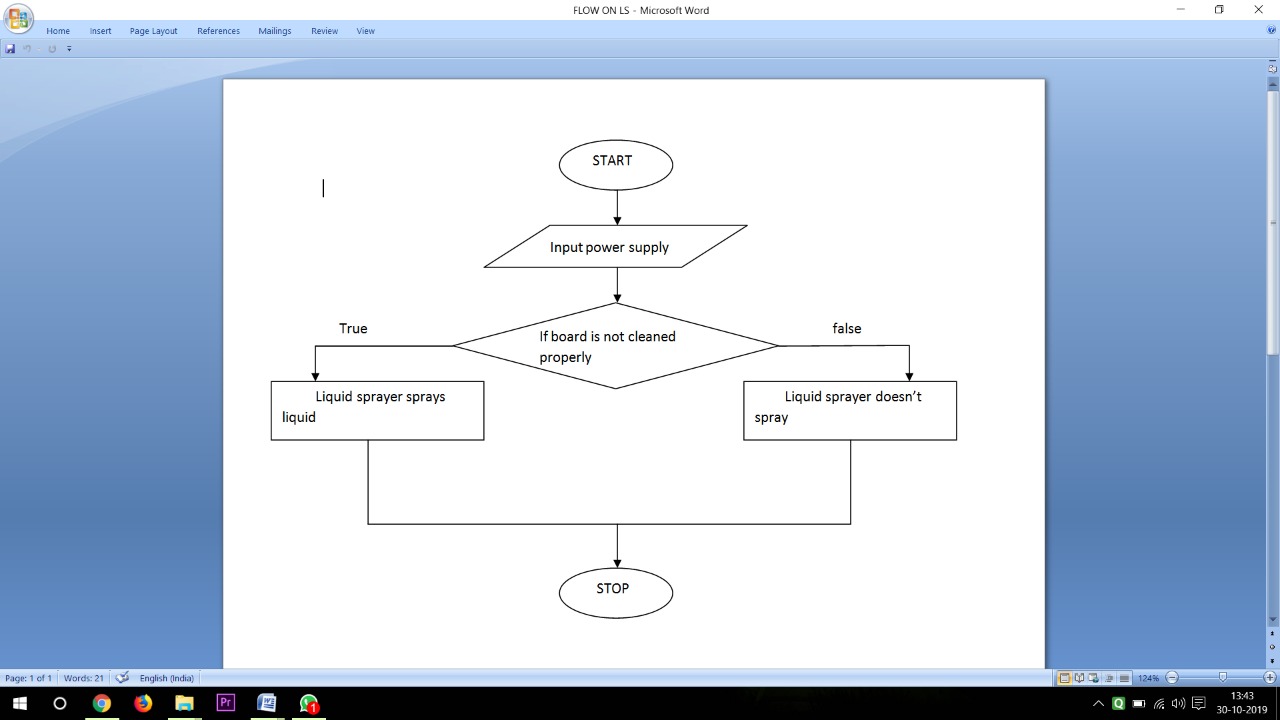 FLOW ON LS - Microsoft Word
Home Insert Page Layout References Mailings Review View
START
Input power supply
True
false
If board is not cleaned
properly
Liquid sprayer sprays
liquid
Liquid sprayer doesn't
spray
STOP
Page: 1 of 1 Words: 21 English (India) 124%
Pr
Q
1
13:43
30-10-2019